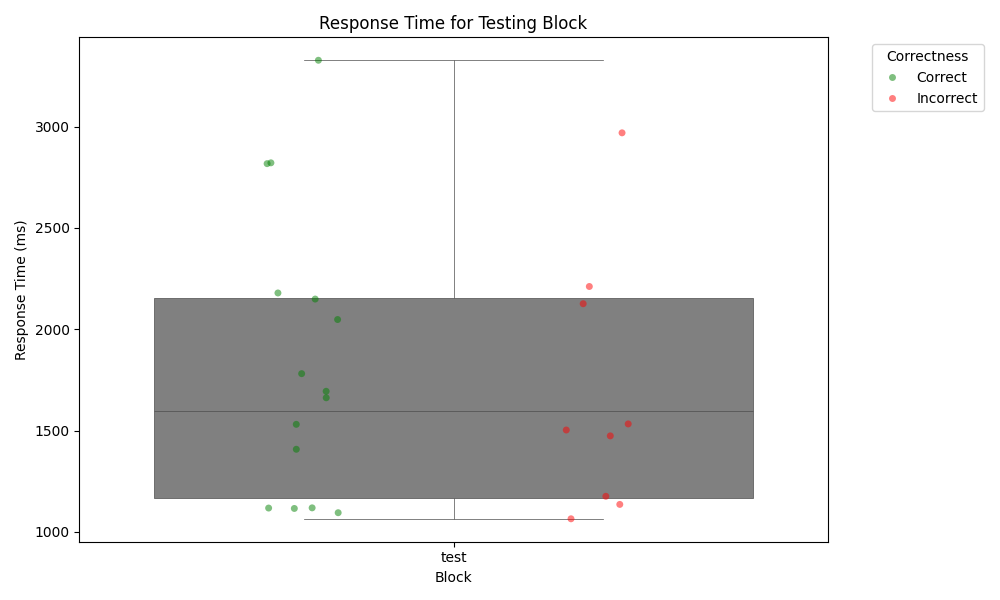 Response Time for Testing Block
Correctness
Correct
Incorrect
Response Time (ms)
3000
2500
2000
1500
1000
test
Block